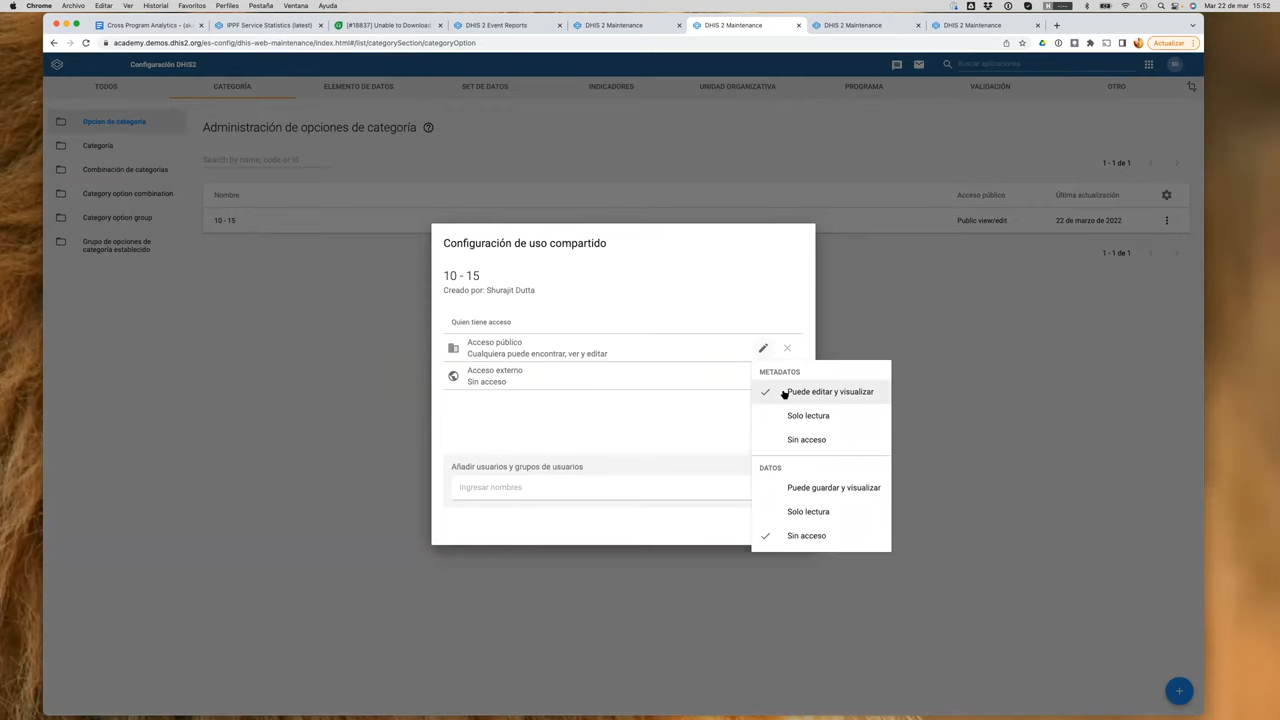 Chrome Archivo Editar Ver Historial Favoritos Perfiles Pestaña Ventana Ayuda
Mar 22 de mar 15:52
Cross Program Analytics – (sk
IPPF Service Statistics (latest)
[#18837] Unable to Download
DHIS 2 Event Reports
DHIS 2 Maintenance
DHIS 2 Maintenance
DHIS 2 Maintenance
DHIS 2 Maintenance
academy.demos.dhis2.org/es-config/dhis-web-maintenance/index.html#/list/categorySection/categoryOption
Actualizar
Configuración DHIS2
Buscar aplicaciones
SD
TODOS
CATEGORÍA
ELEMENTO DE DATOS
SET DE DATOS
INDICADORES
UNIDAD ORGANIZATIVA
PROGRAMA
VALIDACIÓN
OTRO
Opcion de categoría
Categoría
Combinación de categorias
Category option combination
Category option group
Grupo de opciones de
categoría establecido
Administración de opciones de categoría
Search by name, code or id
1 - 1 de 1
Nombre
Acceso público
Última actualización
10 - 15
Public view/edit
22 de marzo de 2022
1 - 1 de 1
Configuración de uso compartido
10 - 15
Creado por: Shurajit Dutta
Quien tiene acceso
Acceso público
Cualquiera puede encontrar, ver y editar
Acceso externo
Sin acceso
Añadir usuarios y grupos de usuarios
Ingresar nombres
METADATOS
Puede editar y visualizar
Solo lectura
Sin acceso
DATOS
Puede guardar y visualizar
Solo lectura
Sin acceso